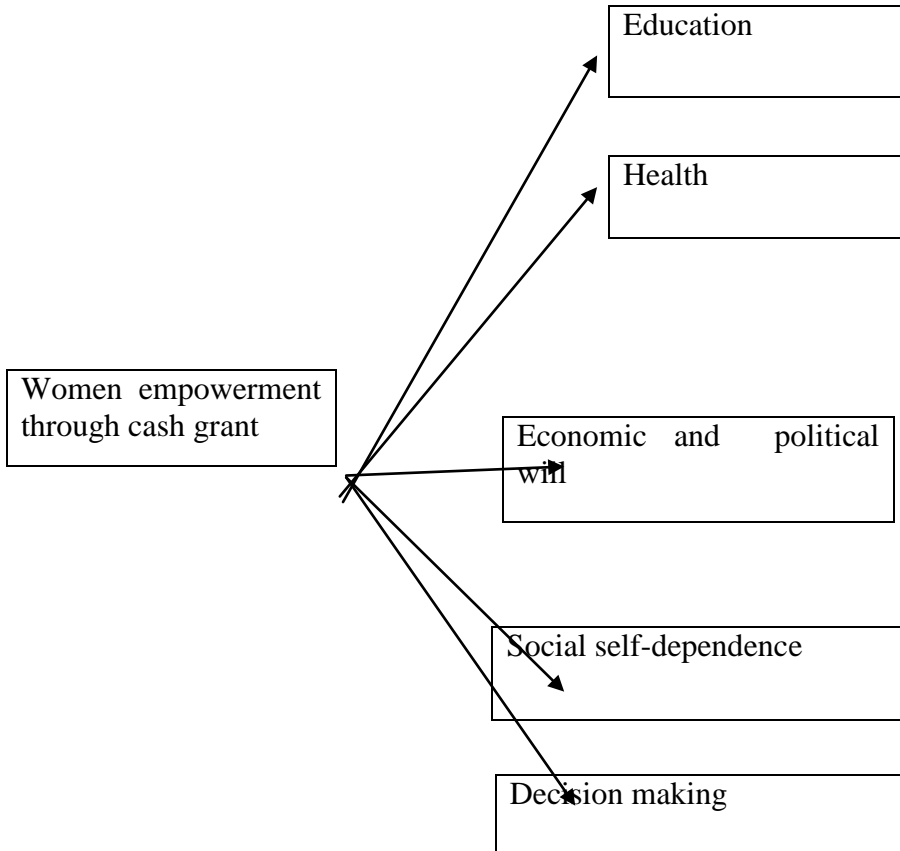 Education
Health
Women empowerment
through cash grant
Economic and political
will
Social self-dependence
Decision making